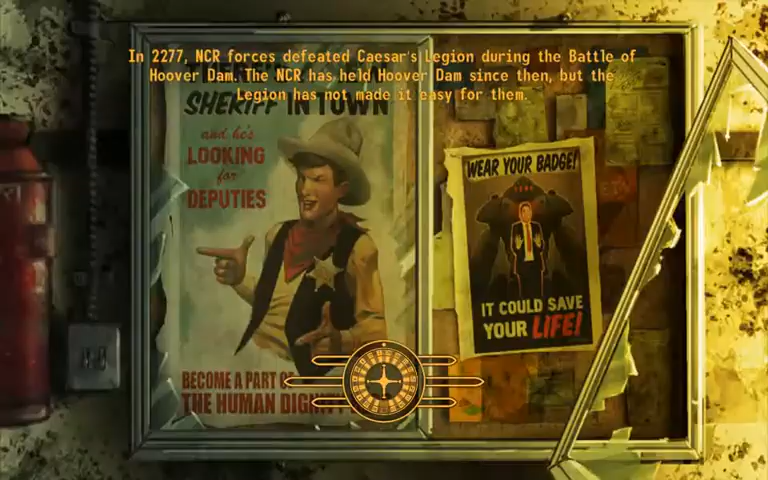 In 2277, NCR forces defeated Caesar's Legion during the Battle of
Hoover Dam. The NCR has held Hoover Dam since then, but the
Legion has not made it easy for them.
SHERIFF IN TOWN
and he's
LOOKING
for
DEPUTIES
BECOME A PART OF
THE HUMAN
WEAR YOUR BADGE!
IT COULD SAVE
YOUR LIFE!